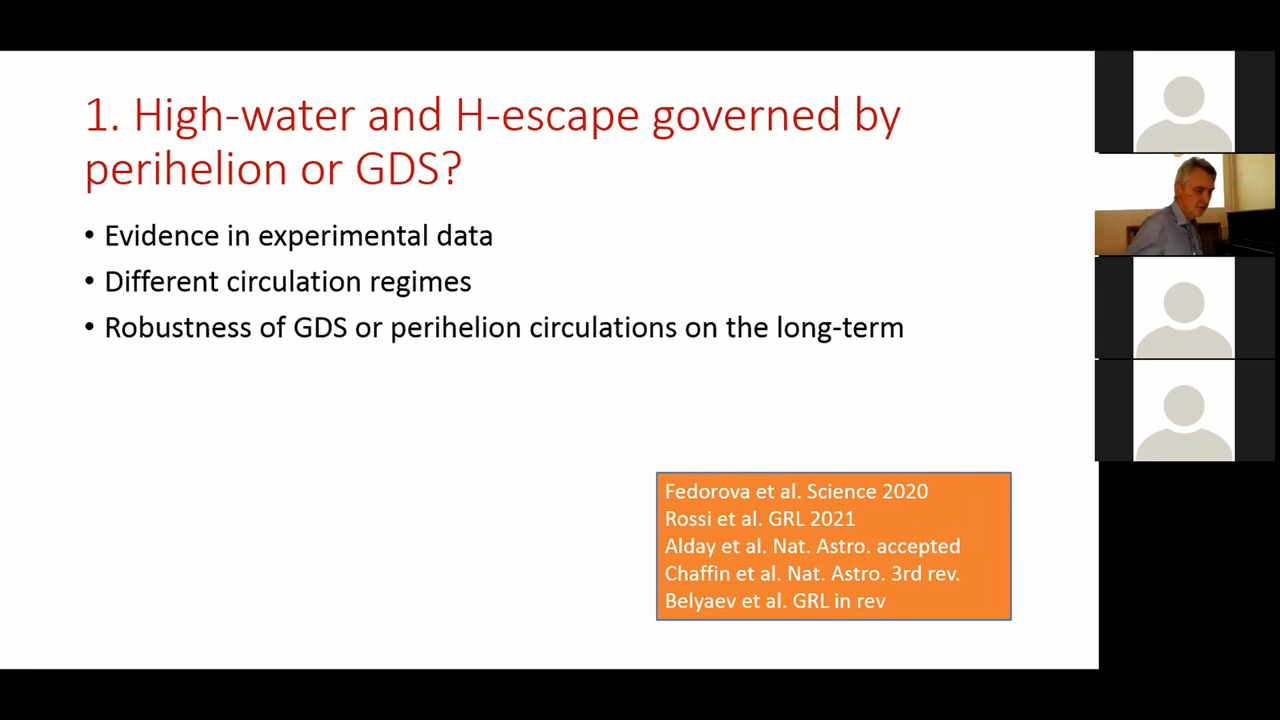 1. High-water and H-escape governed by
perihelion or GDS?
• Evidence in experimental data
• Different circulation regimes
• Robustness of GDS or perihelion circulations on the long-term
Fedorova et al. Science 2020
Rossi et al. GRL 2021
Alday et al. Nat. Astro. accepted
Chaffin et al. Nat. Astro. 3rd rev.
Belyaev et al. GRL in rev